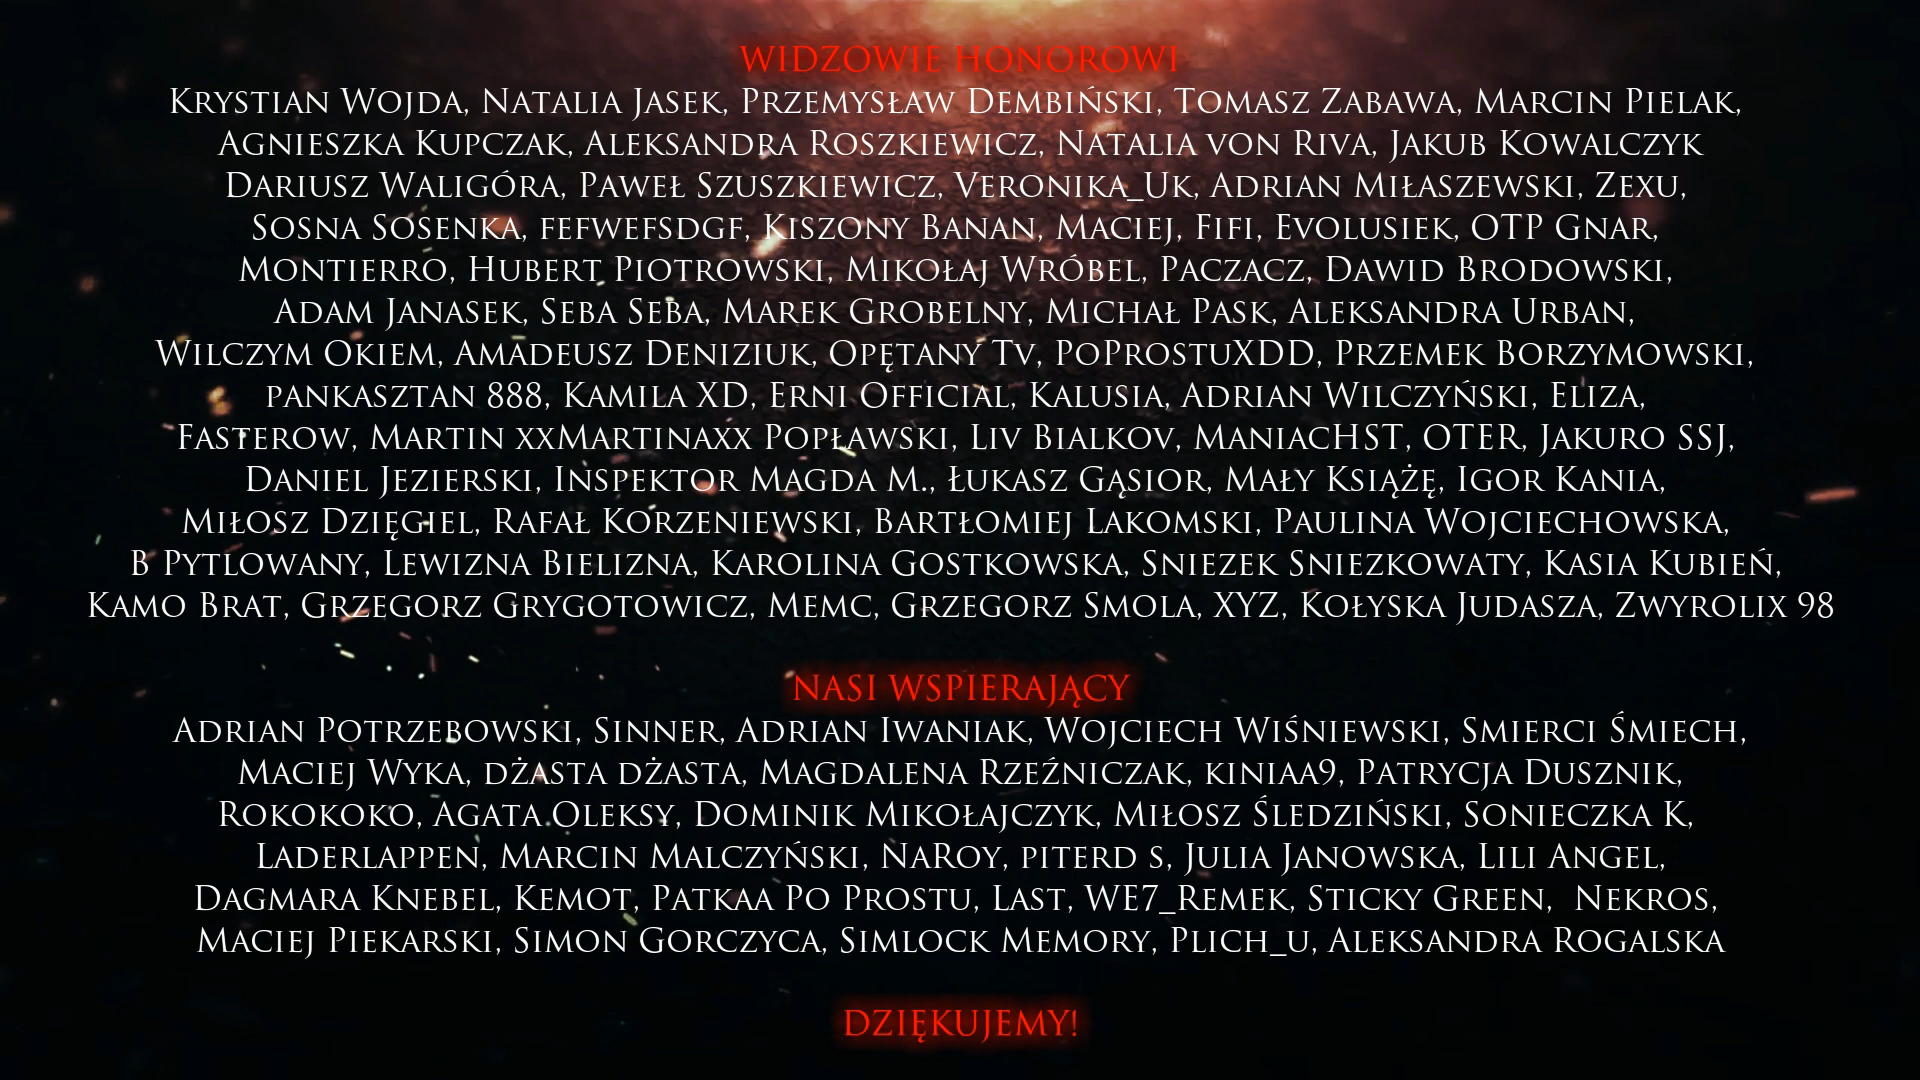 WIDZOWIE HONOROWI
Krystian Wojda, Natalia Jasek, Przemysław Dembiński, Tomasz Zabawa, Marcin Pielak,
Agnieszka Kupczak, Aleksandra Roszkiewicz, Natalia von Riva, Jakub Kowalczyk
Dariusz Waligóra, Paweł Szuszkiewicz, Veronika_Uk, Adrian Miłaszewski, Zexu,
Sosna Sosenka, fefwefsdgf, Kiszony Banan, Maciej, Fifi, Evolusiek, OTP Gnar,
Montierro, Hubert Piotrowski, Mikołaj Wróbel, Paczacz, Dawid Brodowski,
Adam Janasek, Seba Seba, Marek Grobelny, Michał Pask, Aleksandra Urban,
Wilczym Okiem, Amadeusz Deniziuk, Opętany Tv, PoProstuXDD, Przemek Borzymowski,
pankasztan 888, Kamila XD, Erni Official, Kalusia, Adrian Wilczyński, Eliza,
Fasterow, Martin xxMartinaxx Popławski, Liv Bialkov, ManiacHST, OTER, Jakuro SSJ,
Daniel Jezierski, Inspektor Magda M., Łukasz Gąsior, Mały Książę, Igor Kania,
Miłosz Dzięgiel, Rafał Korzeniewski, Bartłomiej Lakomski, Paulina Wojciechowska,
B Pytlowany, Lewizna Bielizna, Karolina Gostkowska, Sniezek Sniezkowaty, Kasia Kubień,
Kamo Brat, Grzegorz Grygotowicz, Memc, Grzegorz Smola, XYZ, Kołyska Judasza, Zwyrolix 98
NASI WSPIERAJĄCY
Adrian Potrzebowski, Sinner, Adrian Iwaniak, Wojciech Wiśniewski, Smierci Śmiech,
Maciej Wyka, dżasta dżasta, Magdalena Rzeźniczak, kiniaa9, Patrycja Dusznik,
Rokokoko, Agata Oleksy, Dominik Mikołajczyk, Miłosz Śledziński, Sonieczka K,
Laderlappen, Marcin Malczyński, NaRoy, piterd s, Julia Janowska, Lili Angel,
Dagmara Knebel, Kemot, Patkaa Po Prostu, Last, WE7_Remek, Sticky Green, Nekros,
Maciej Piekarski, Simon Gorczyca, Simlock Memory, Plich_u, Aleksandra Rogalska
DZIĘKUJEMY!